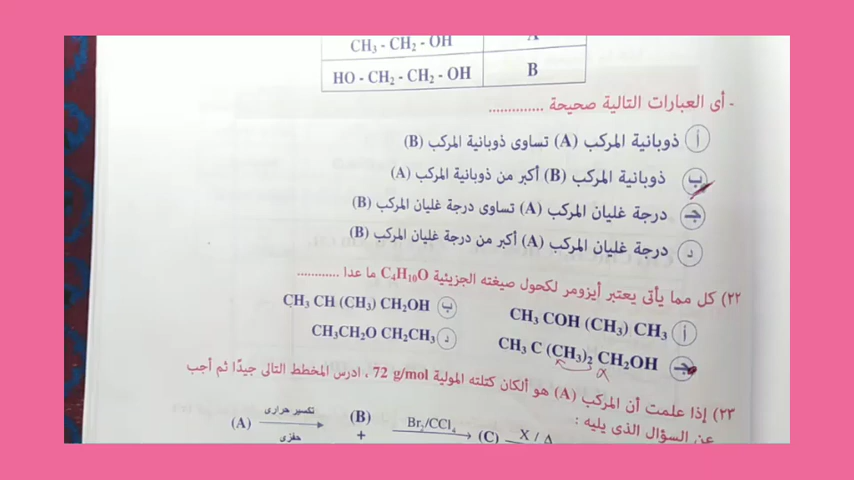 CH₃ - CH₂ - OH A
HO - CH₂ - CH₂ - OH B
- أى العبارات التالية صحيحة .............
أ ذوبانية المركب (A) تساوى ذوبانية المركب (B)
ب ذوبانية المركب (B) أكبر من ذوبانية المركب (A)
جـ درجة غليان المركب (A) تساوى درجة غليان المركب (B)
د درجة غليان المركب (A) أكبر من درجة غليان المركب (B)
٢٢) كل مما يأتى يعتبر أيزومر لكحول صيغته الجزيئية C₄H₁₀O ما عدا ............
أ CH₃ COH (CH₃) CH₃
ب CH₃ CH (CH₃) CH₂OH
جـ CH₃ C (CH₃)₂ CH₂OH
د CH₃CH₂O CH₂CH₃
٢٣) إذا علمت أن المركب (A) هو ألكان كتلته المولية 72 g/mol ، ادرس المخطط التالى جيدًا ثم أجب
عن السؤال الذى يليه :
(A) تكسير حرارى حفزى (B) + Br₂/CCl₄ (C) X / Δ